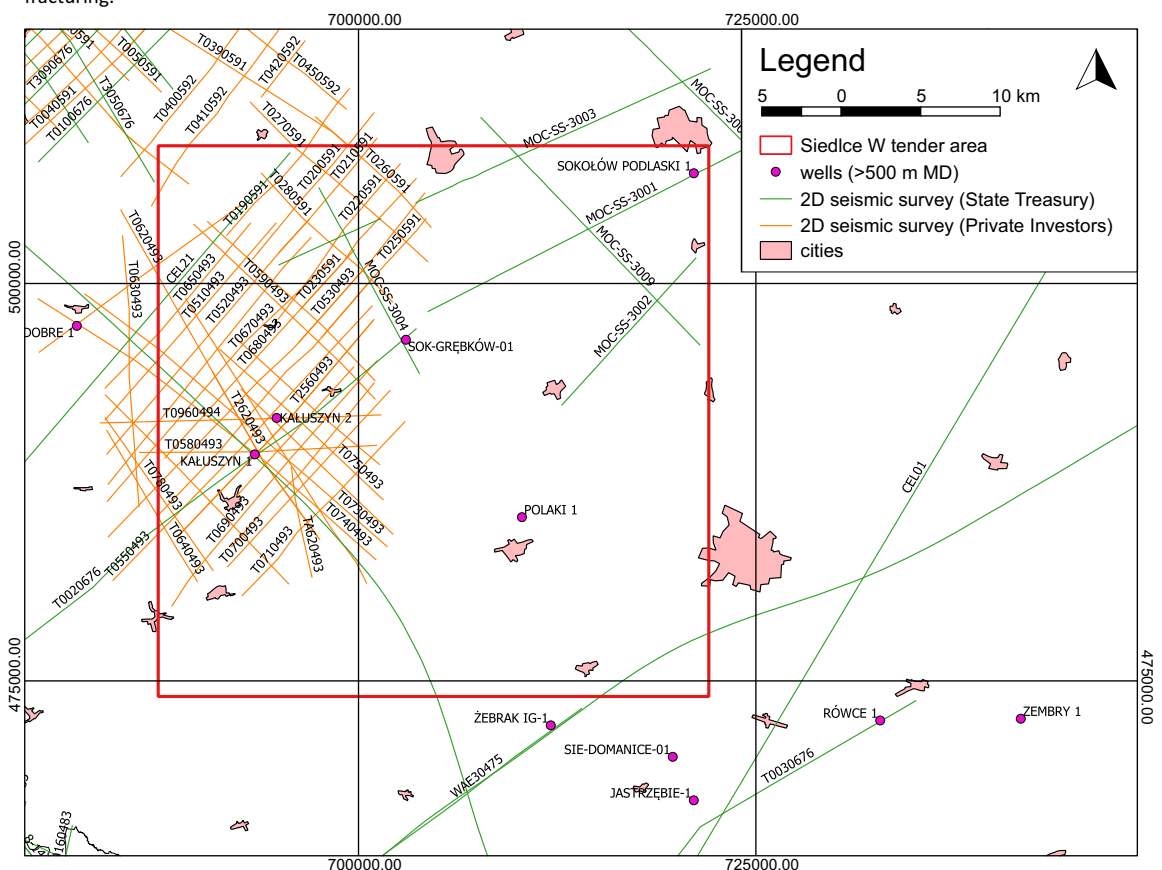 fracturing.
700000.00
725000.00
Legend
5
0
5
10 km
Siedlce W tender area
wells (>500 m MD)
2D seismic survey (State Treasury)
2D seismic survey (Private Investors)
cities
T3090676
T0050591
T0040591
T0100676
T3050676
T0390591
T0400592
T0410592
T0420592
T0450592
T0270591
MOC-SS-3003
T0200591
T0210591
T0260591
T0280591
T0190591
T0220591
T0250591
SOKOŁÓW PODLASKI 1
MOC-SS-3001
T0620493
CEL21
T0650493
T0510493
T0520493
T0590493
T0230591
T0530493
MOC-SS-3004
MOC-SS-3009
MOC-SS-3002
T0630493
500000.00
DOBRE 1
T0670493
T0680493
SOK-GRĘBKÓW-01
T2560493
T2620493
T0960494
KAŁUSZYN 2
T0580493
KAŁUSZYN 1
T0750493
T0780493
CEL01
T0690493
T0700493
T0710493
T0730493
T0740493
TA620493
T0640493
POLAKI 1
T0550493
T0020676
475000.00
475000.00
ŻEBRAK IG-1
RÓWCE 1
ZEMBRY 1
SIE-DOMANICE-01
WAE30475
T0030676
JASTRZĘBIE-1
160483
700000.00
725000.00